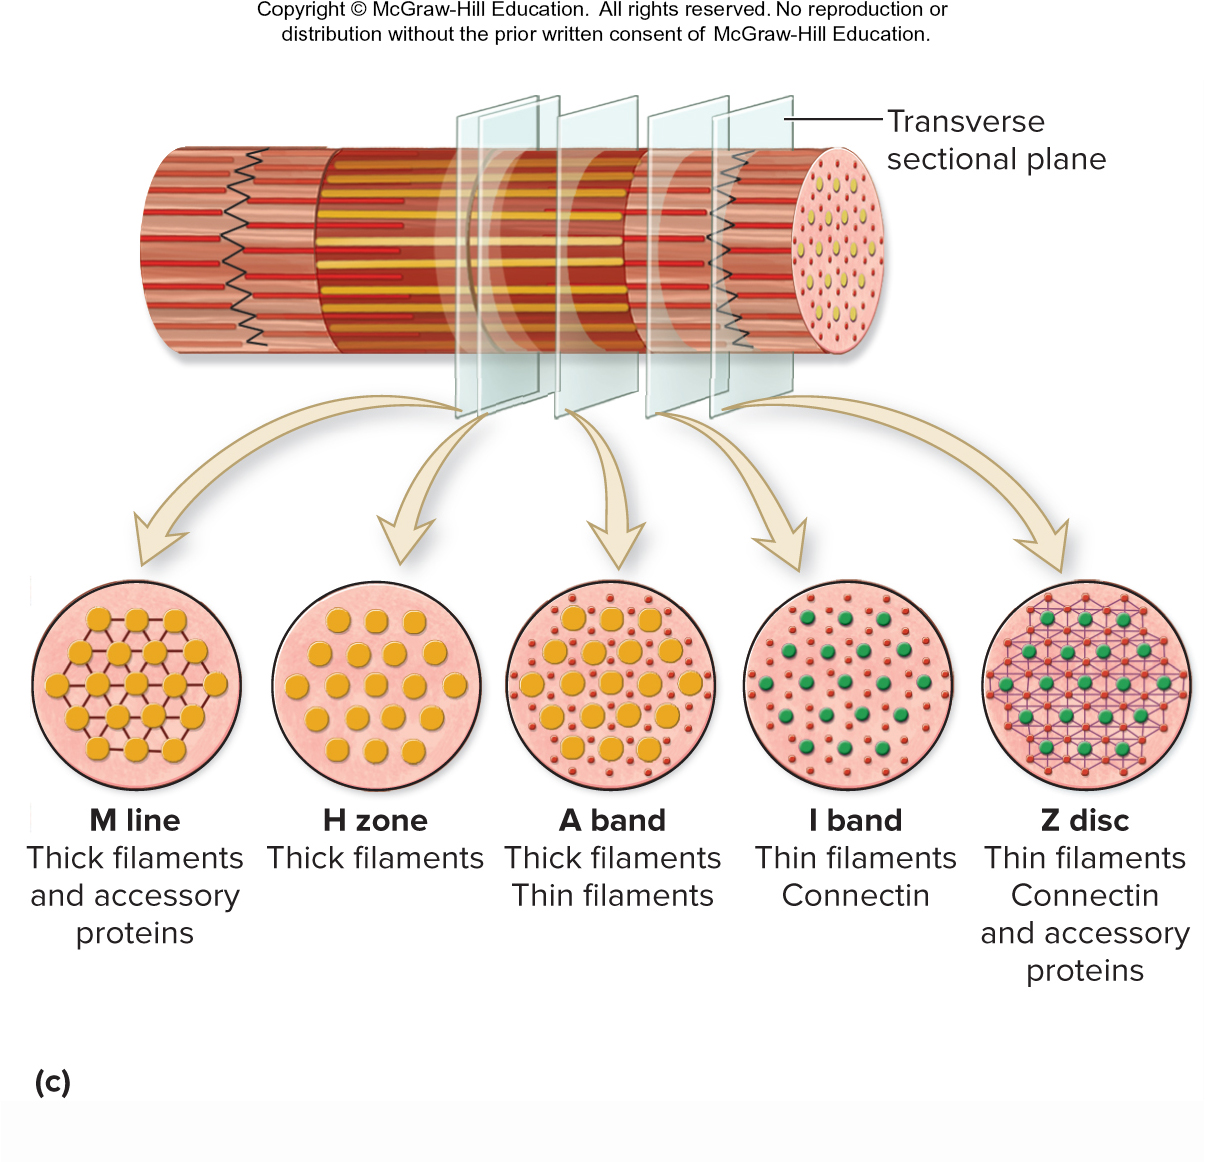 Copyright © McGraw-Hill Education. All rights reserved. No reproduction or
distribution without the prior written consent of McGraw-Hill Education.
Transverse
sectional plane
M line
Thick filaments
and accessory
proteins
H zone
Thick filaments
A band
Thick filaments
Thin filaments
I band
Thin filaments
Connectin
Z disc
Thin filaments
Connectin
and accessory
proteins
(c)